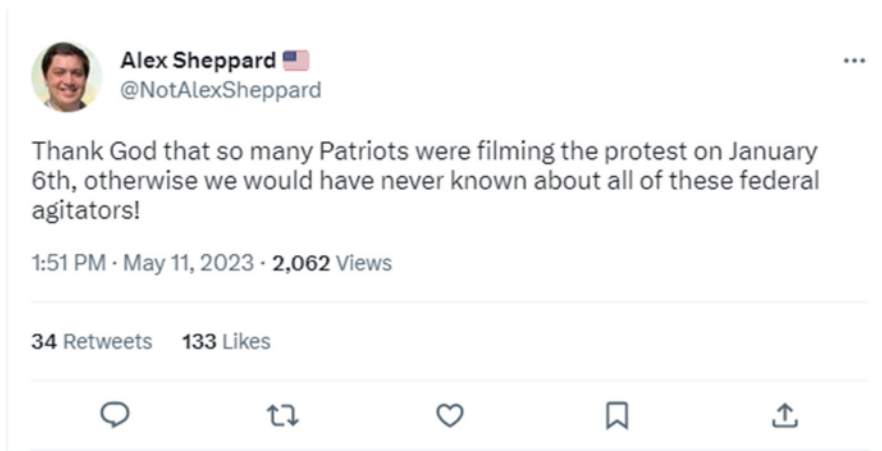 Alex Sheppard 🇺🇸
@NotAlexSheppard
Thank God that so many Patriots were filming the protest on January
6th, otherwise we would have never known about all of these federal
agitators!
1:51 PM · May 11, 2023 · 2,062 Views
34 Retweets 133 Likes